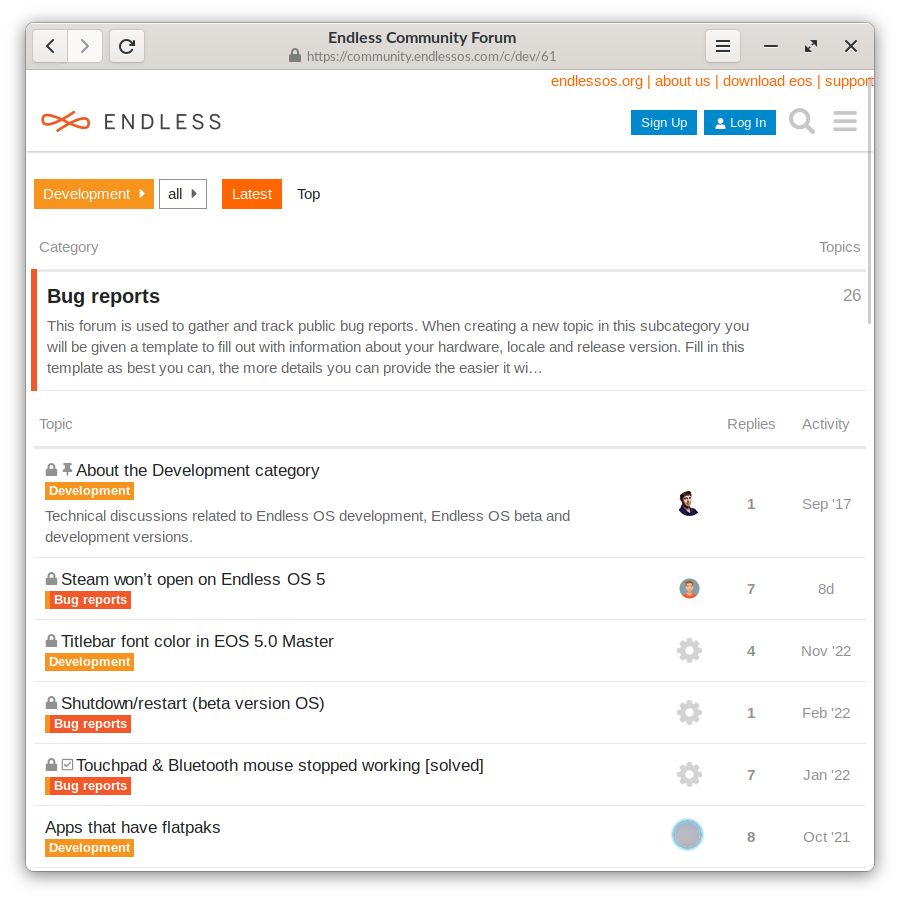 Endless Community Forum
https://community.endlessos.com/c/dev/61
endlessos.org | about us | download eos | support
ENDLESS
Sign Up
Log In
Development
all
Latest
Top
Category
Topics
Bug reports
26
This forum is used to gather and track public bug reports. When creating a new topic in this subcategory you
will be given a template to fill out with information about your hardware, locale and release version. Fill in this
template as best you can, the more details you can provide the easier it wi…
Topic
Replies
Activity
About the Development category
Development
Technical discussions related to Endless OS development, Endless OS beta and
development versions.
1
Sep '17
Steam won’t open on Endless OS 5
Bug reports
7
8d
Titlebar font color in EOS 5.0 Master
Development
4
Nov '22
Shutdown/restart (beta version OS)
Bug reports
1
Feb '22
Touchpad & Bluetooth mouse stopped working [solved]
Bug reports
7
Jan '22
Apps that have flatpaks
Development
8
Oct '21